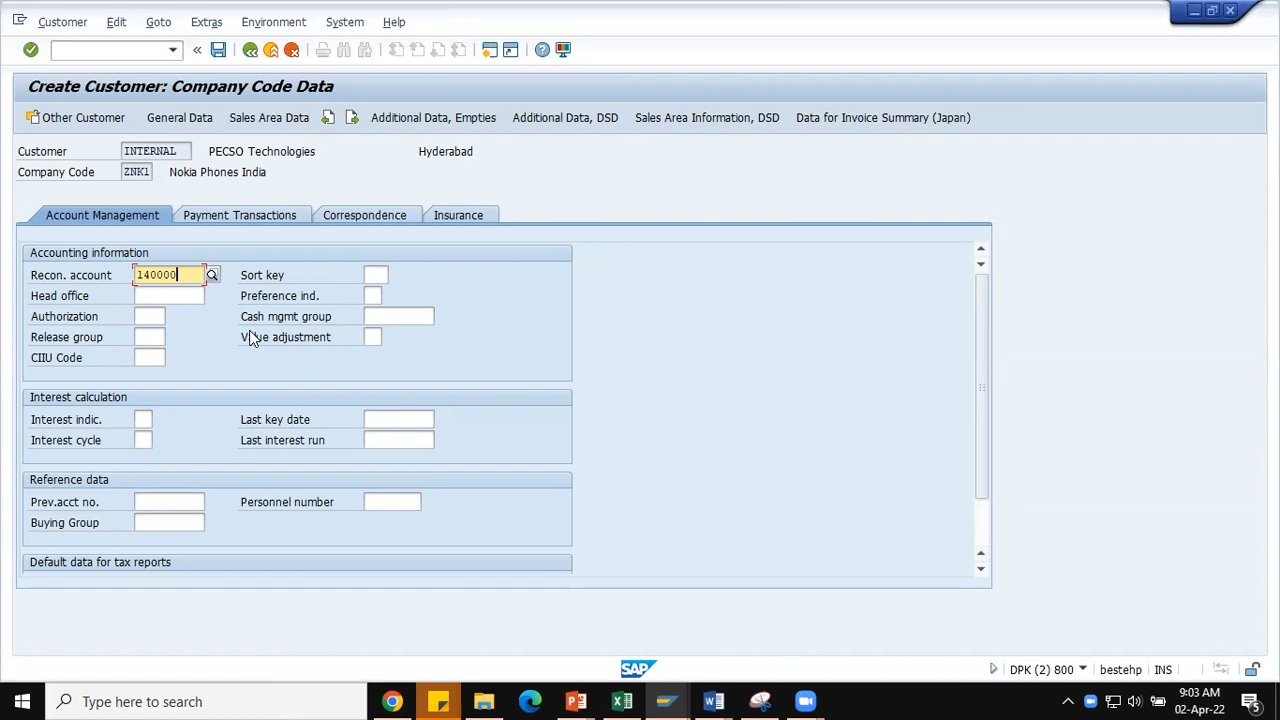 Customer Edit Goto Extras Environment System Help
Create Customer: Company Code Data
Other Customer General Data Sales Area Data Additional Data, Empties Additional Data, DSD Sales Area Information, DSD Data for Invoice Summary (Japan)
Customer INTERNAL PECSO Technologies Hyderabad
Company Code ZNK1 Nokia Phones India
Account Management Payment Transactions Correspondence Insurance
Accounting information
Recon. account 140000 Sort key
Head office Preference ind.
Authorization Cash mgmt group
Release group Value adjustment
CIIU Code
Interest calculation
Interest indic. Last key date
Interest cycle Last interest run
Reference data
Prev.acct no. Personnel number
Buying Group
Default data for tax reports
SAP DPK (2) 800 bestehp INS
Type here to search 9:03 AM
02-Apr-22 5